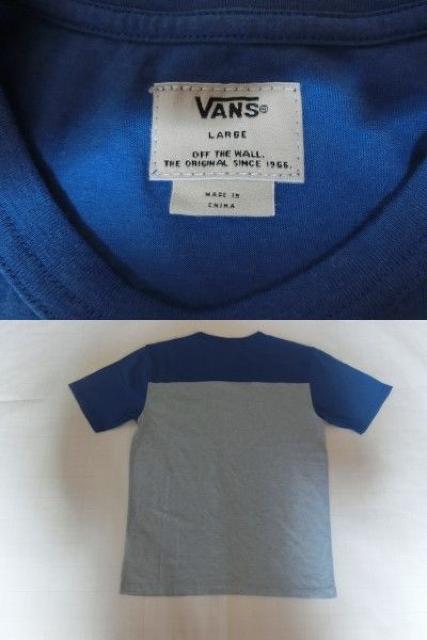 VANS®
LARGE
OFF THE WALL.
THE ORIGINAL SINCE 1966.
MADE IN
CHINA